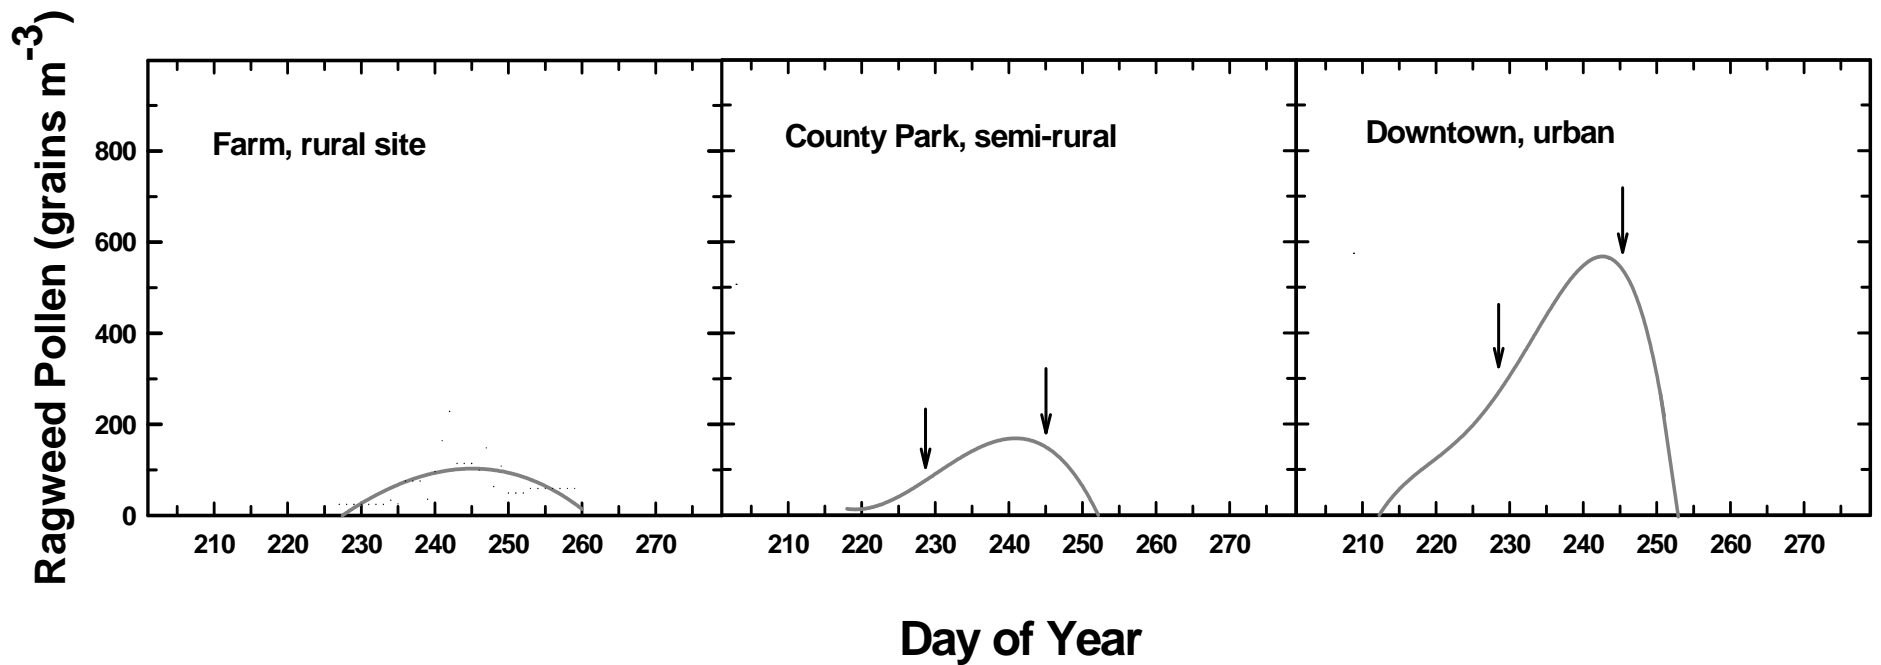 Ragweed Pollen (grains m-3)
Farm, rural site
County Park, semi-rural
Downtown, urban
800
600
400
200
0
210 220 230 240 250 260 270
210 220 230 240 250 260 270
210 220 230 240 250 260 270
Day of Year